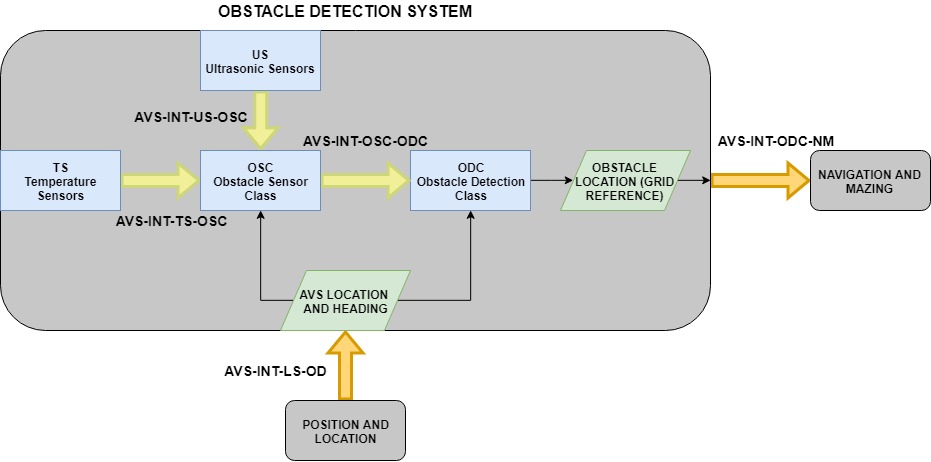 OBSTACLE DETECTION SYSTEM
US
Ultrasonic Sensors
AVS-INT-US-OSC
AVS-INT-OSC-ODC
AVS-INT-ODC-NM
TS
Temperature
Sensors
OSC
Obstacle Sensor
Class
ODC
Obstacle Detection
Class
OBSTACLE
LOCATION (GRID
REFERENCE)
NAVIGATION AND
MAZING
AVS-INT-TS-OSC
AVS LOCATION
AND HEADING
AVS-INT-LS-OD
POSITION AND
LOCATION